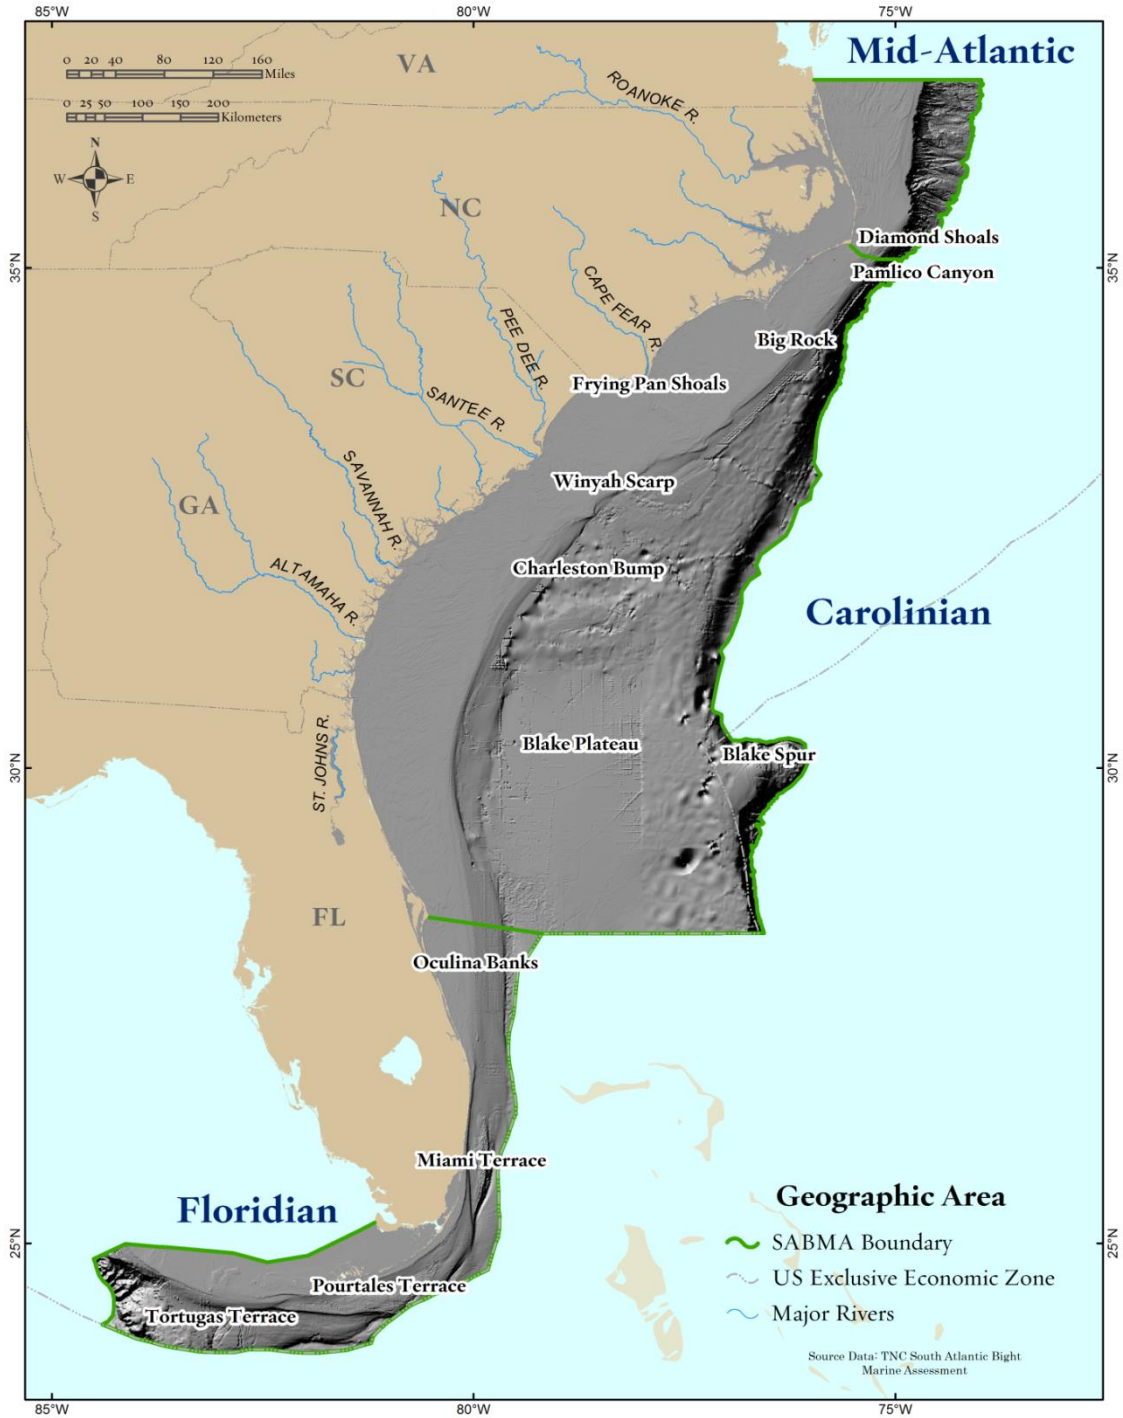 85°W 80°W 75°W
Mid-Atlantic
VA
0 20 40 80 120 160
Miles
0 25 50 100 150 200
Kilometers
ROANOKE R.
N
W E
S
NC
Diamond Shoals
35°N 35°N
Pamlico Canyon
CAPE FEAR R.
PEE DEE R.
Big Rock
SC
Frying Pan Shoals
SANTEE R.
Winyah Scarp
SAVANNAH R.
GA
Charleston Bump
ALTAMAHA R.
Carolinian
Blake Plateau
Blake Spur
ST. JOHNS R.
30°N 30°N
FL
Oculina Banks
Miami Terrace
Floridian
Geographic Area
25°N 25°N
SABMA Boundary
Pourtales Terrace
US Exclusive Economic Zone
Tortugas Terrace
Major Rivers
Source Data: TNC South Atlantic Bight
Marine Assessment
85°W 80°W 75°W